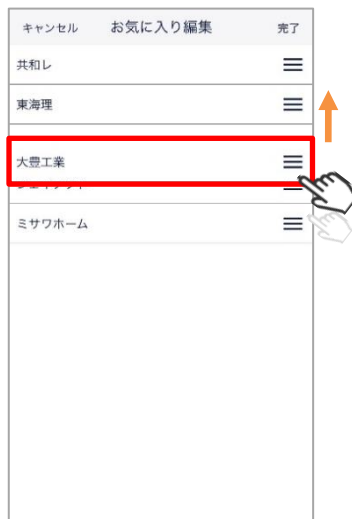 キャンセル お気に入り編集 完了
共和レ
東海理
大豊工業
ミサワホーム